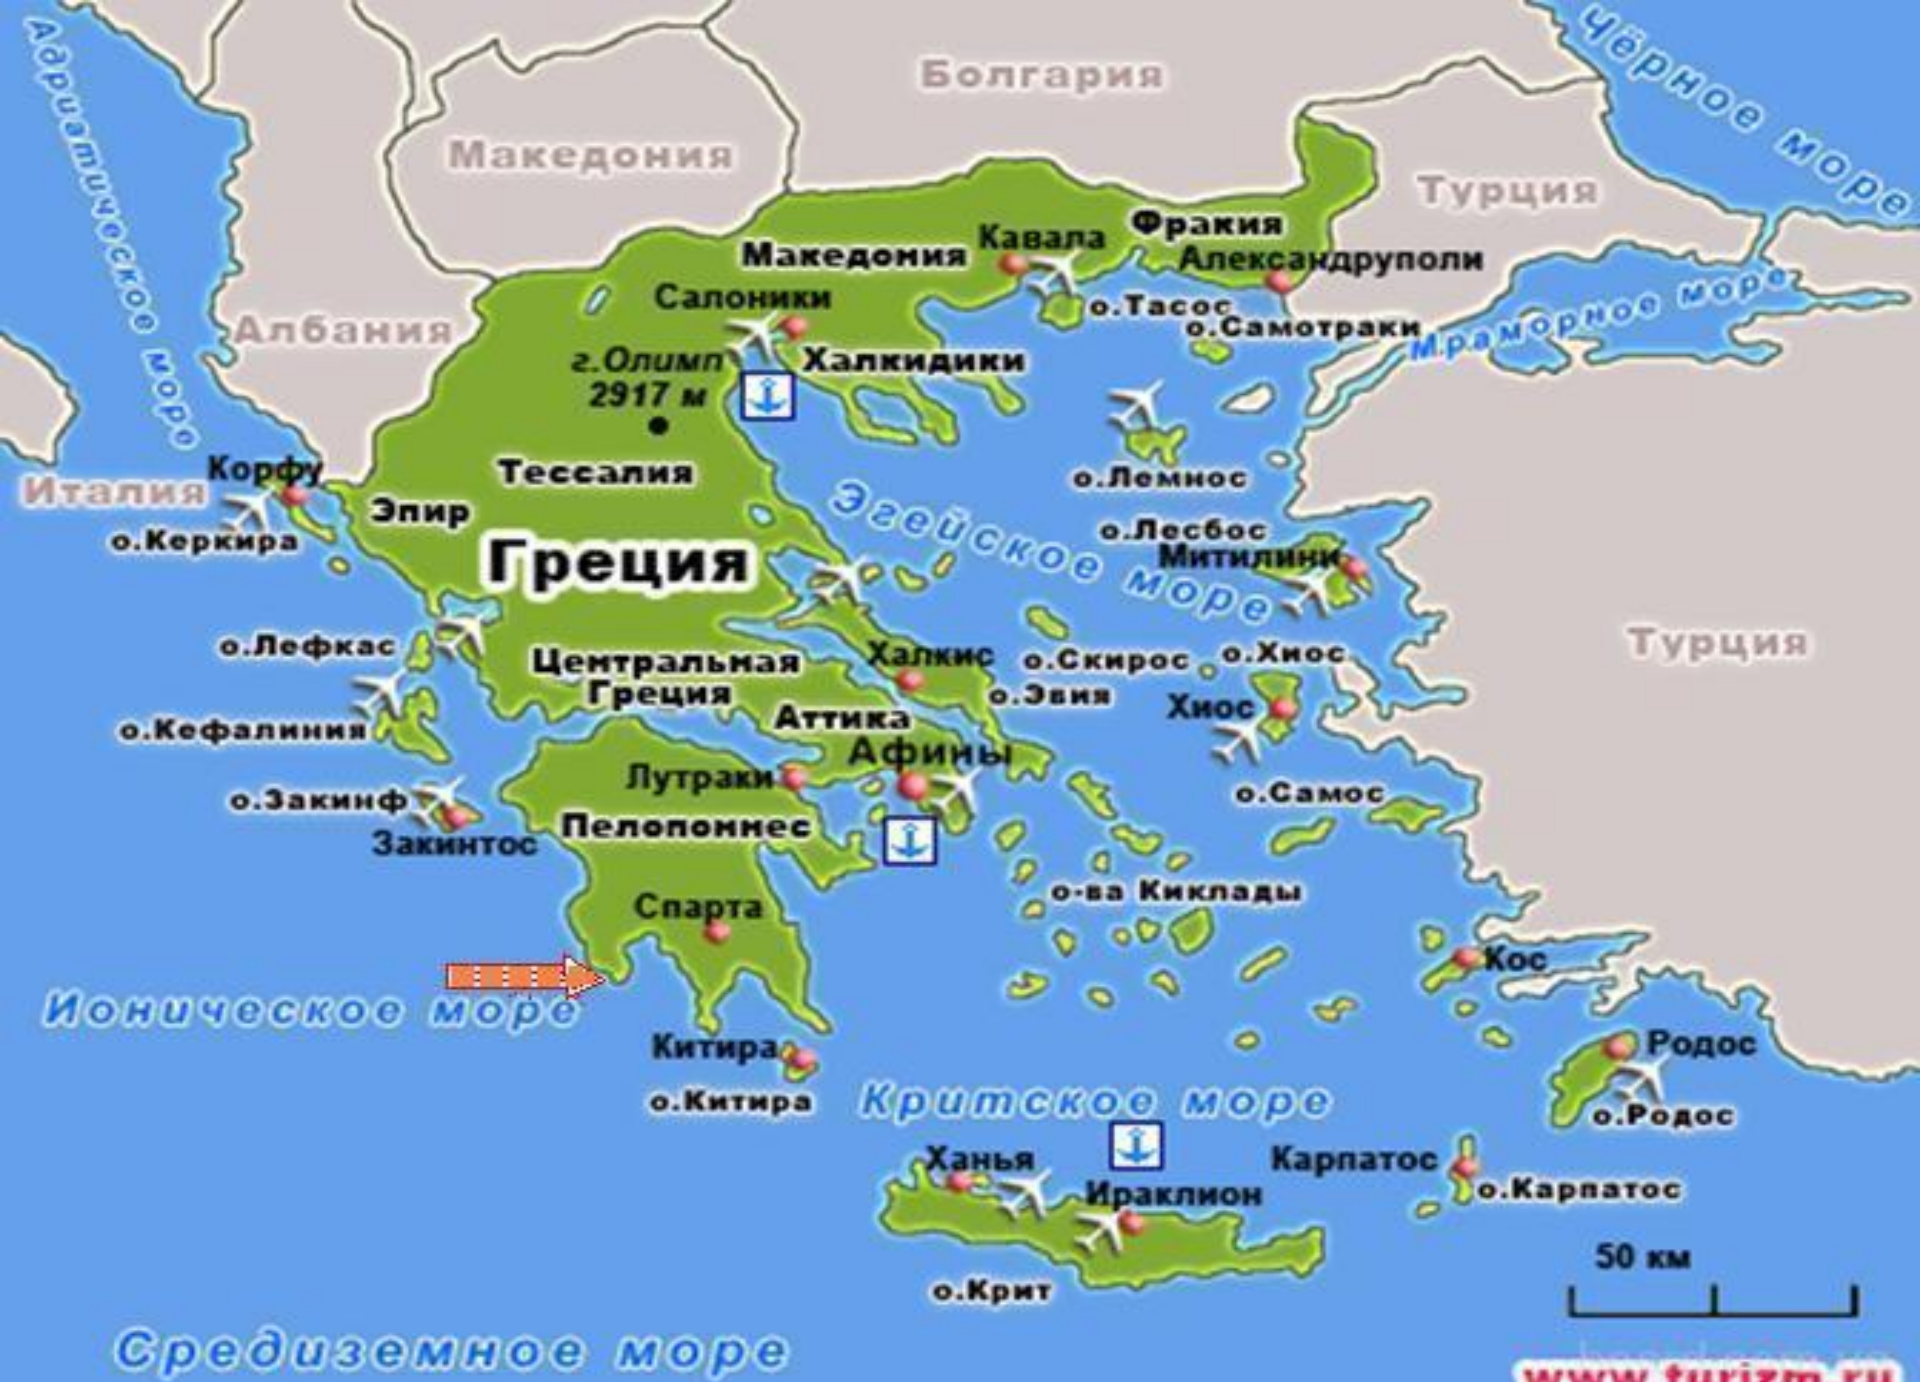 Чёрное море
Адриатическое море
Болгария
Македония
Турция
Фракия
Кавала
Македония
Александруполи
Мраморное море
Салоники
о.Тасос
о.Самотраки
Албания
г.Олимп
2917 м
Халкидики
Корфу
Тессалия
о.Лемнос
Италия
Эпир
Эгейское море
о.Керкира
о.Лесбос
Митилини
Греция
о.Лефкас
Центральная
Греция
Халкис
о.Скирос
о.Хиос
Турция
о.Эвия
Хиос
о.Кефалиния
Аттика
Афины
Лутраки
о.Закинф
о.Самос
Закинтос
Пелопоннес
о-ва Киклады
Спарта
Кос
Ионическое море
Китира
Родос
о.Китира
Критское море
о.Родос
Ханья
Карпатос
Ираклион
о.Карпатос
50 км
о.Крит
Средиземное море
www.turizm.ru